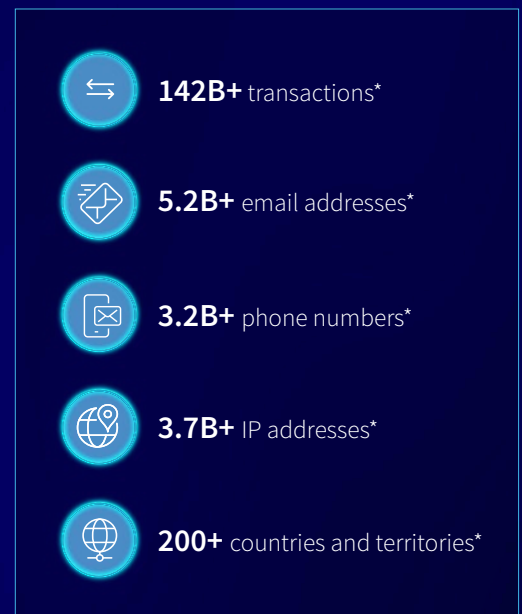 142B+ transactions*
5.2B+ email addresses*
3.2B+ phone numbers*
3.7B+ IP addresses*
200+ countries and territories*